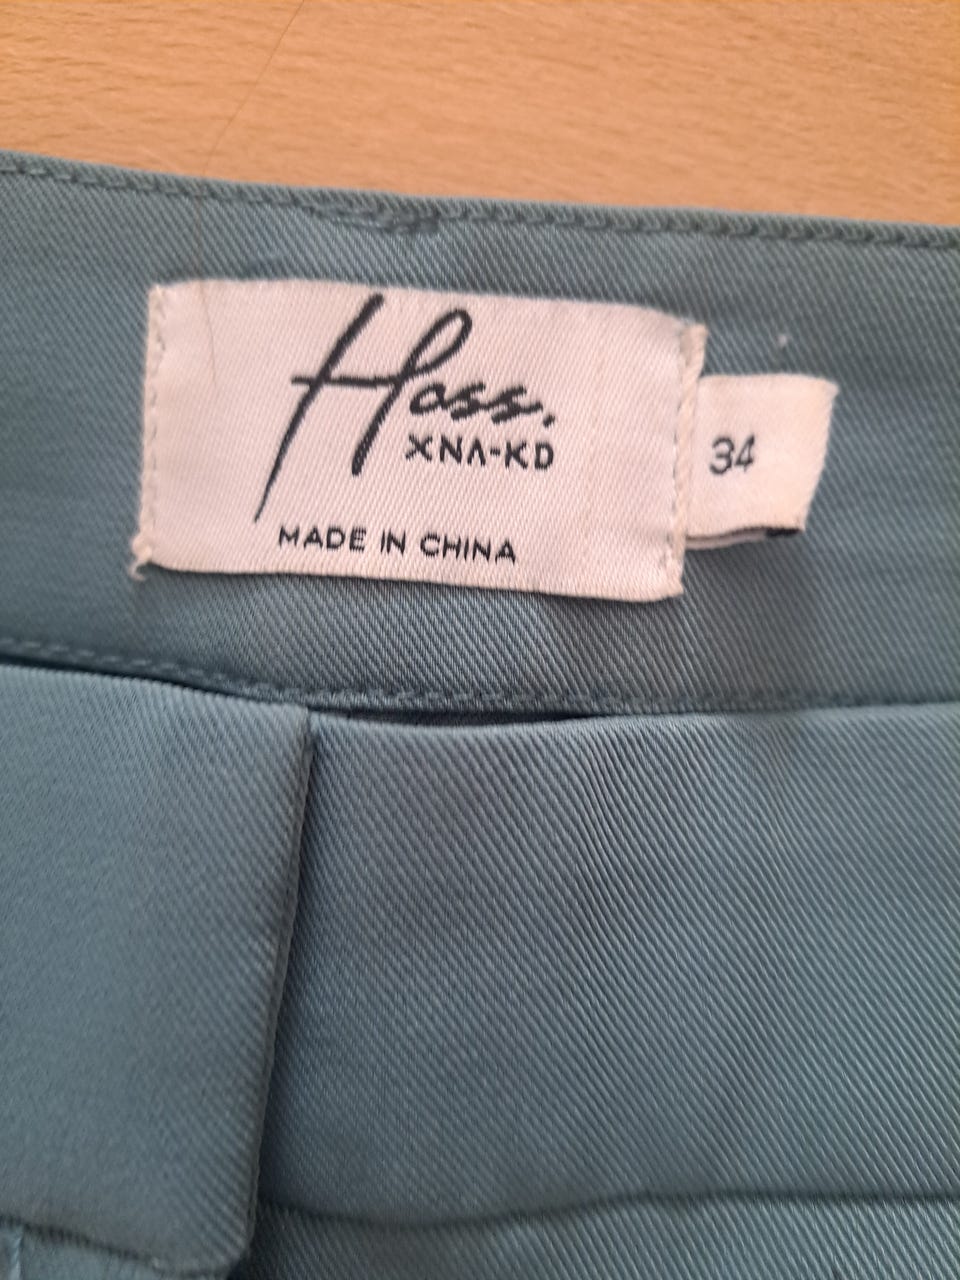 Hoss.
XNA-KD
MADE IN CHINA
34